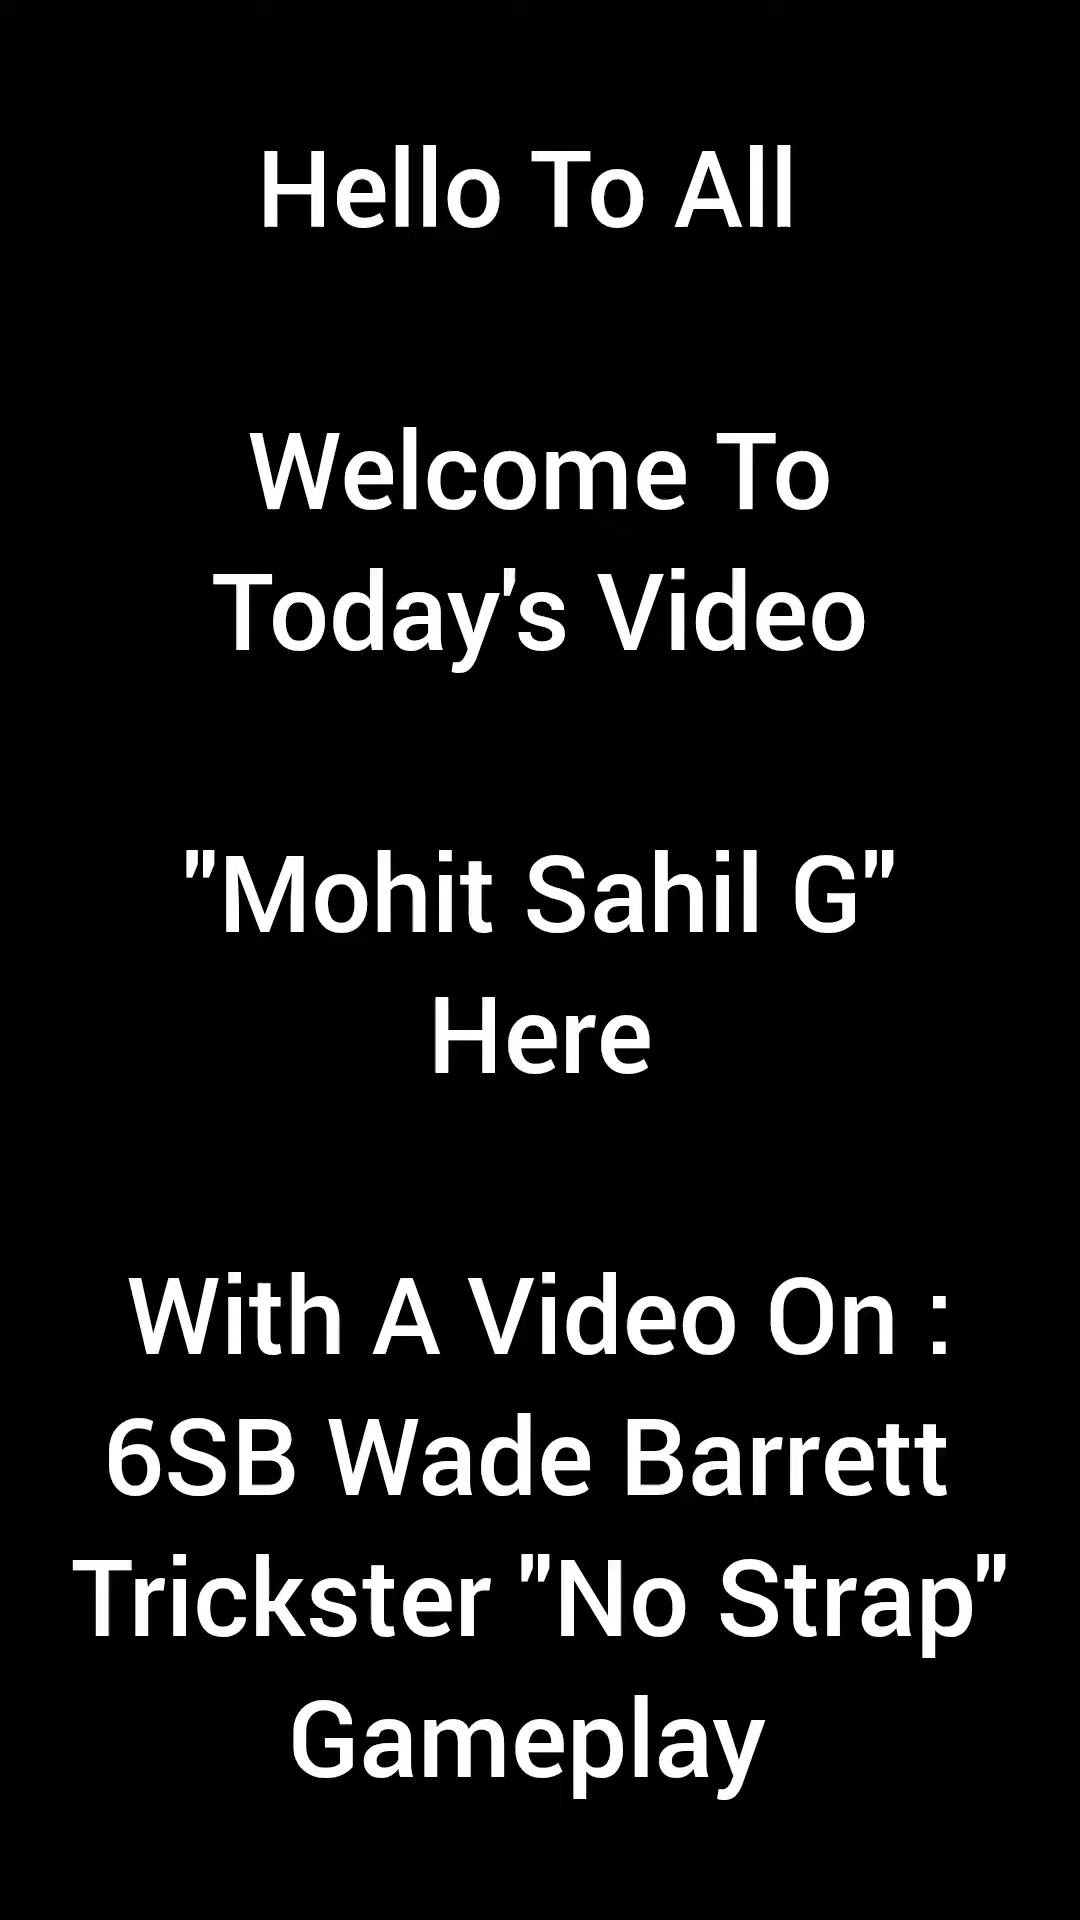 Hello To All
Welcome To
Today's Video
"Mohit Sahil G"
Here
With A Video On :
6SB Wade Barrett
Trickster "No Strap"
Gameplay